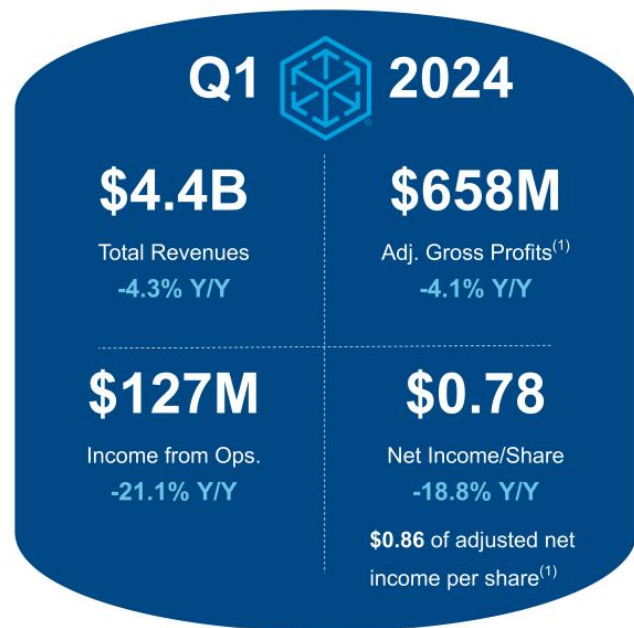 Q1 2024
$4.4B
Total Revenues
-4.3% Y/Y
$658M
Adj. Gross Profits(1)
-4.1% Y/Y
$127M
Income from Ops.
-21.1% Y/Y
$0.78
Net Income/Share
-18.8% Y/Y
$0.86 of adjusted net
income per share(1)